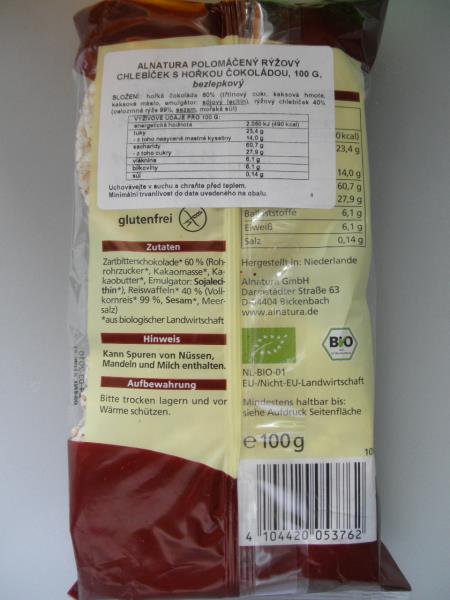 ALNATURA POLOMÁČENÝ RÝŽOVÝ
CHLEBÍČEK S HOŘKOU ČOKOLÁDOU, 100 G,
bezlepkový
SLOŽENÍ: hořká čokoláda 60% (třtinový cukr, kakaová hmota,
kakaové máslo, emulgátor: sójový lecitin), rýžový chlebíček 40%
(celozrnná rýže 99%, sezam, mořská sůl)
VÝŽIVOVÉ ÚDAJE PRO 100 G:
energetická hodnota 2.050 kJ (490 kcal)
tuky 23,4 g
- z toho nasycené mastné kyseliny 14,0 g
sacharidy 60,7 g
- z toho cukry 27,9 g
vláknina 6,1 g
bílkoviny 6,1 g
sůl 0,14 g
Uchovávejte v suchu a chraňte před teplem.
Minimální trvanlivost do data uvedeného na obalu.
0 kcal)
23,4 g
14,0 g
60,7 g
27,9 g
Ballaststoffe 6,1 g
Eiweiß 6,1 g
Salz 0,14 g
glutenfrei
Zutaten
Zartbitterschokolade* 60 % (Roh-
rohrzucker*, Kakaomasse*, Ka-
kaobutter*, Emulgator: Sojaleci-
thin*), Reiswaffeln* 40 % (Voll-
kornreis* 99 %, Sesam*, Meer-
salz)
*aus biologischer Landwirtschaft
Hinweis
Kann Spuren von Nüssen,
Mandeln und Milch enthalten.
Aufbewahrung
Bitte trocken lagern und vor
Wärme schützen.
Hergestellt in: Niederlande
Alnatura GmbH
Darmstädter Straße 63
D-64404 Bickenbach
www.alnatura.de
BIO
NL-BIO-01
EU-/Nicht-EU-Landwirtschaft
Mindestens haltbar bis:
siehe Aufdruck Seitenfläche
e 100 g
10
4 104420 053762